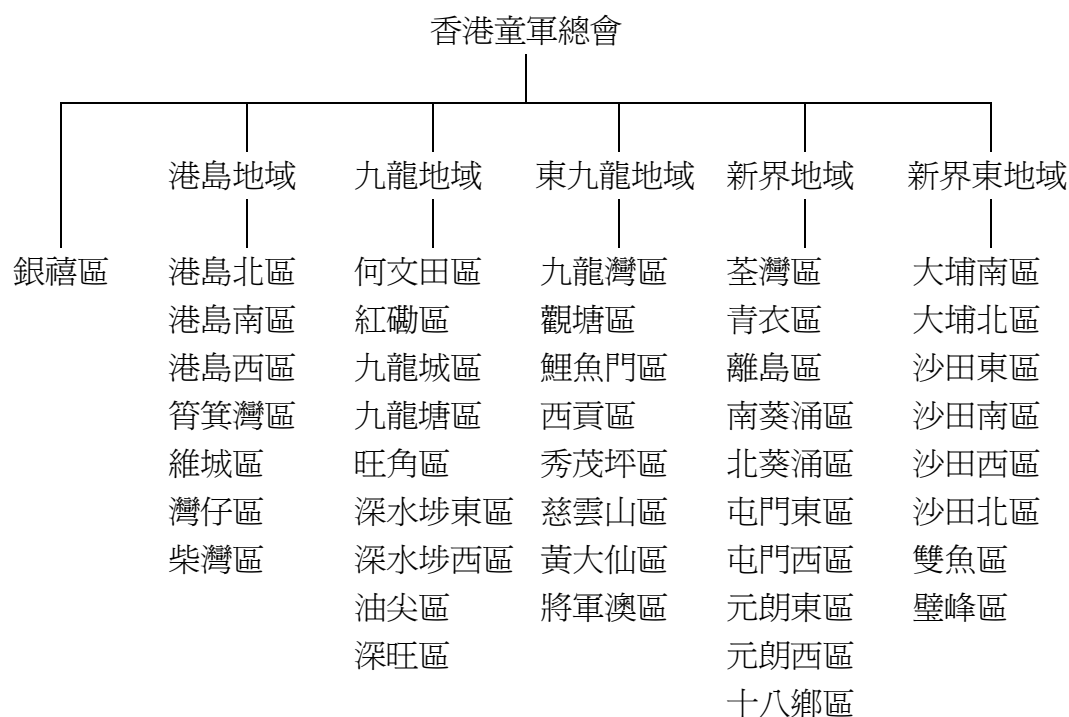 香港童軍總會
港島地域 九龍地域 東九龍地域 新界地域 新界東地域
銀禧區 港島北區 何文田區 九龍灣區 荃灣區 大埔南區
港島南區 紅磡區 觀塘區 青衣區 大埔北區
港島西區 九龍城區 鯉魚門區 離島區 沙田東區
筲箕灣區 九龍塘區 西貢區 南葵涌區 沙田南區
維城區 旺角區 秀茂坪區 北葵涌區 沙田西區
灣仔區 深水埗東區 慈雲山區 屯門東區 沙田北區
柴灣區 深水埗西區 黃大仙區 屯門西區 雙魚區
油尖區 將軍澳區 元朗東區 璧峰區
深旺區 元朗西區
十八鄉區